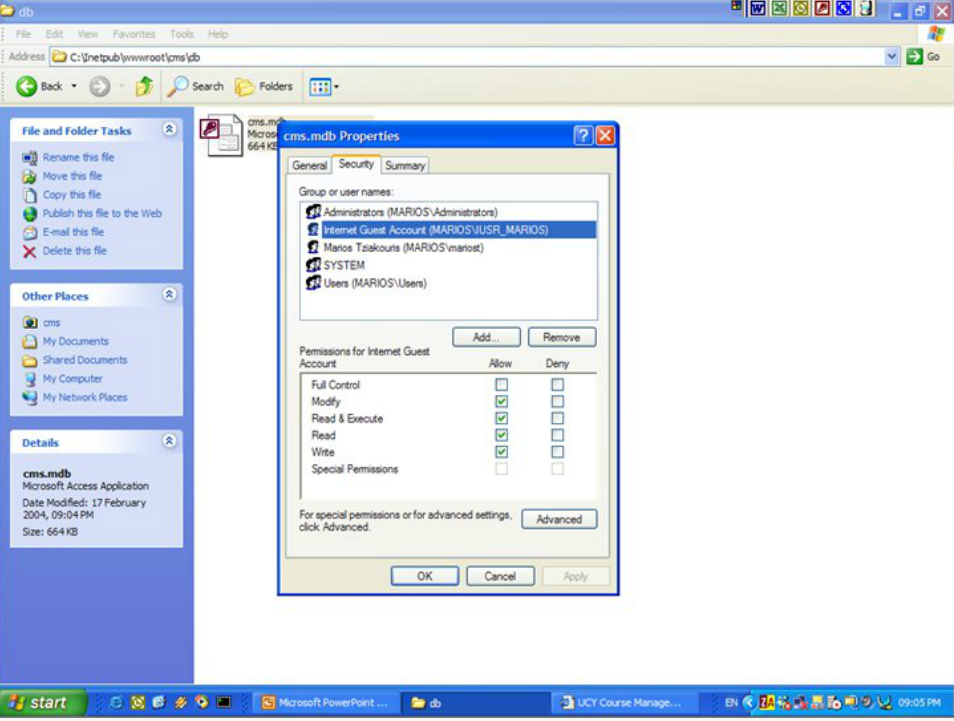 db
File Edit View Favorites Tools Help
Address C:\Inetpub\wwwroot\cms\db Go
Back Search Folders
File and Folder Tasks
Rename this file
Move this file
Copy this file
Publish this file to the Web
E-mail this file
Delete this file
Other Places
cms
My Documents
Shared Documents
My Computer
My Network Places
Details
cms.mdb
Microsoft Access Application
Date Modified: 17 February
2004, 09:04 PM
Size: 664 KB
cms.mdb
664 KB
cms.mdb Properties
General Security Summary
Group or user names:
Administrators (MARIOS\Administrators)
Internet Guest Account (MARIOS\IUSR_MARIOS)
Marios Tziakouris (MARIOS\mariost)
SYSTEM
Users (MARIOS\Users)
Add... Remove
Permissions for Internet Guest
Account Allow Deny
Full Control
Modify
Read & Execute
Read
Write
Special Permissions
For special permissions or for advanced settings,
click Advanced.
Advanced
OK Cancel Apply
start Microsoft PowerPoint ... db UCY Course Manage... EN 09:05 PM